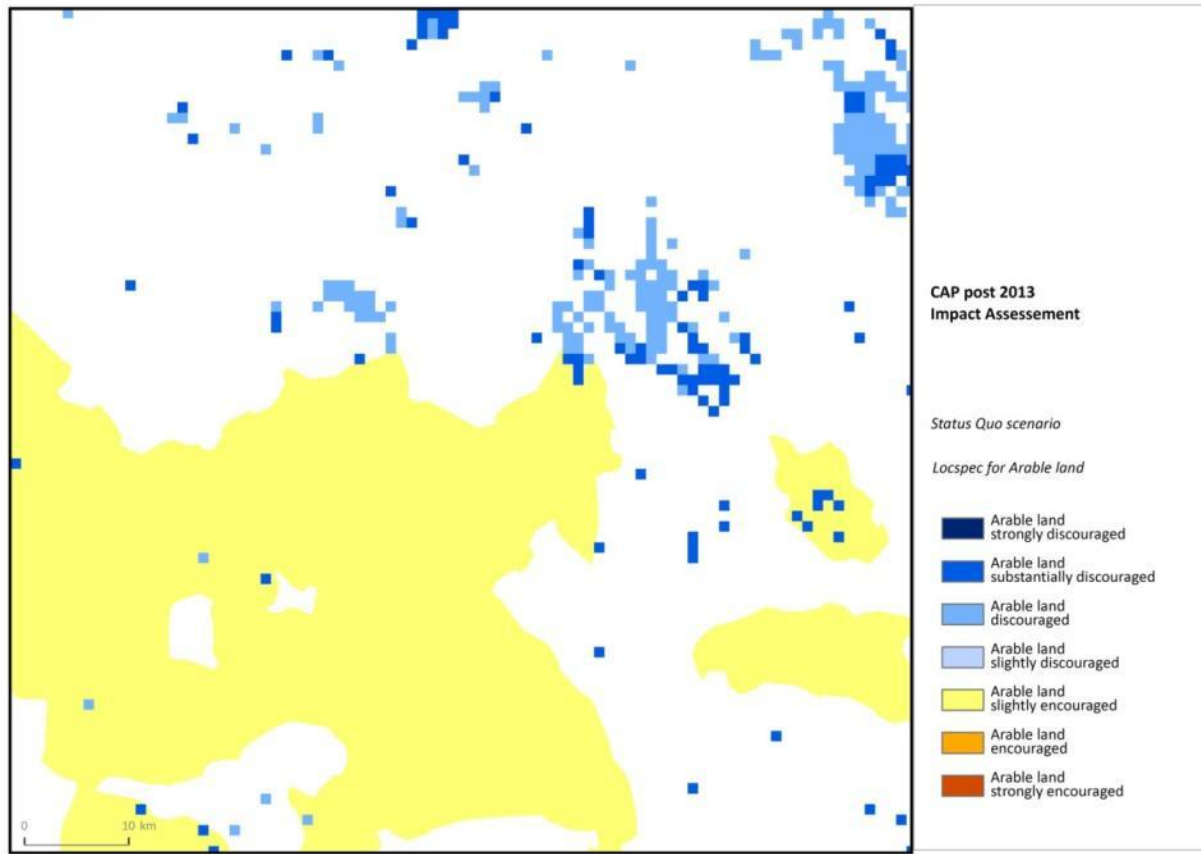 CAP post 2013
Impact Assessement
Status Quo scenario
Locspec for Arable land
Arable land
strongly discouraged
Arable land
substantially discouraged
Arable land
discouraged
Arable land
slightly discouraged
Arable land
slightly encouraged
Arable land
encouraged
Arable land
strongly encouraged
0 10 km